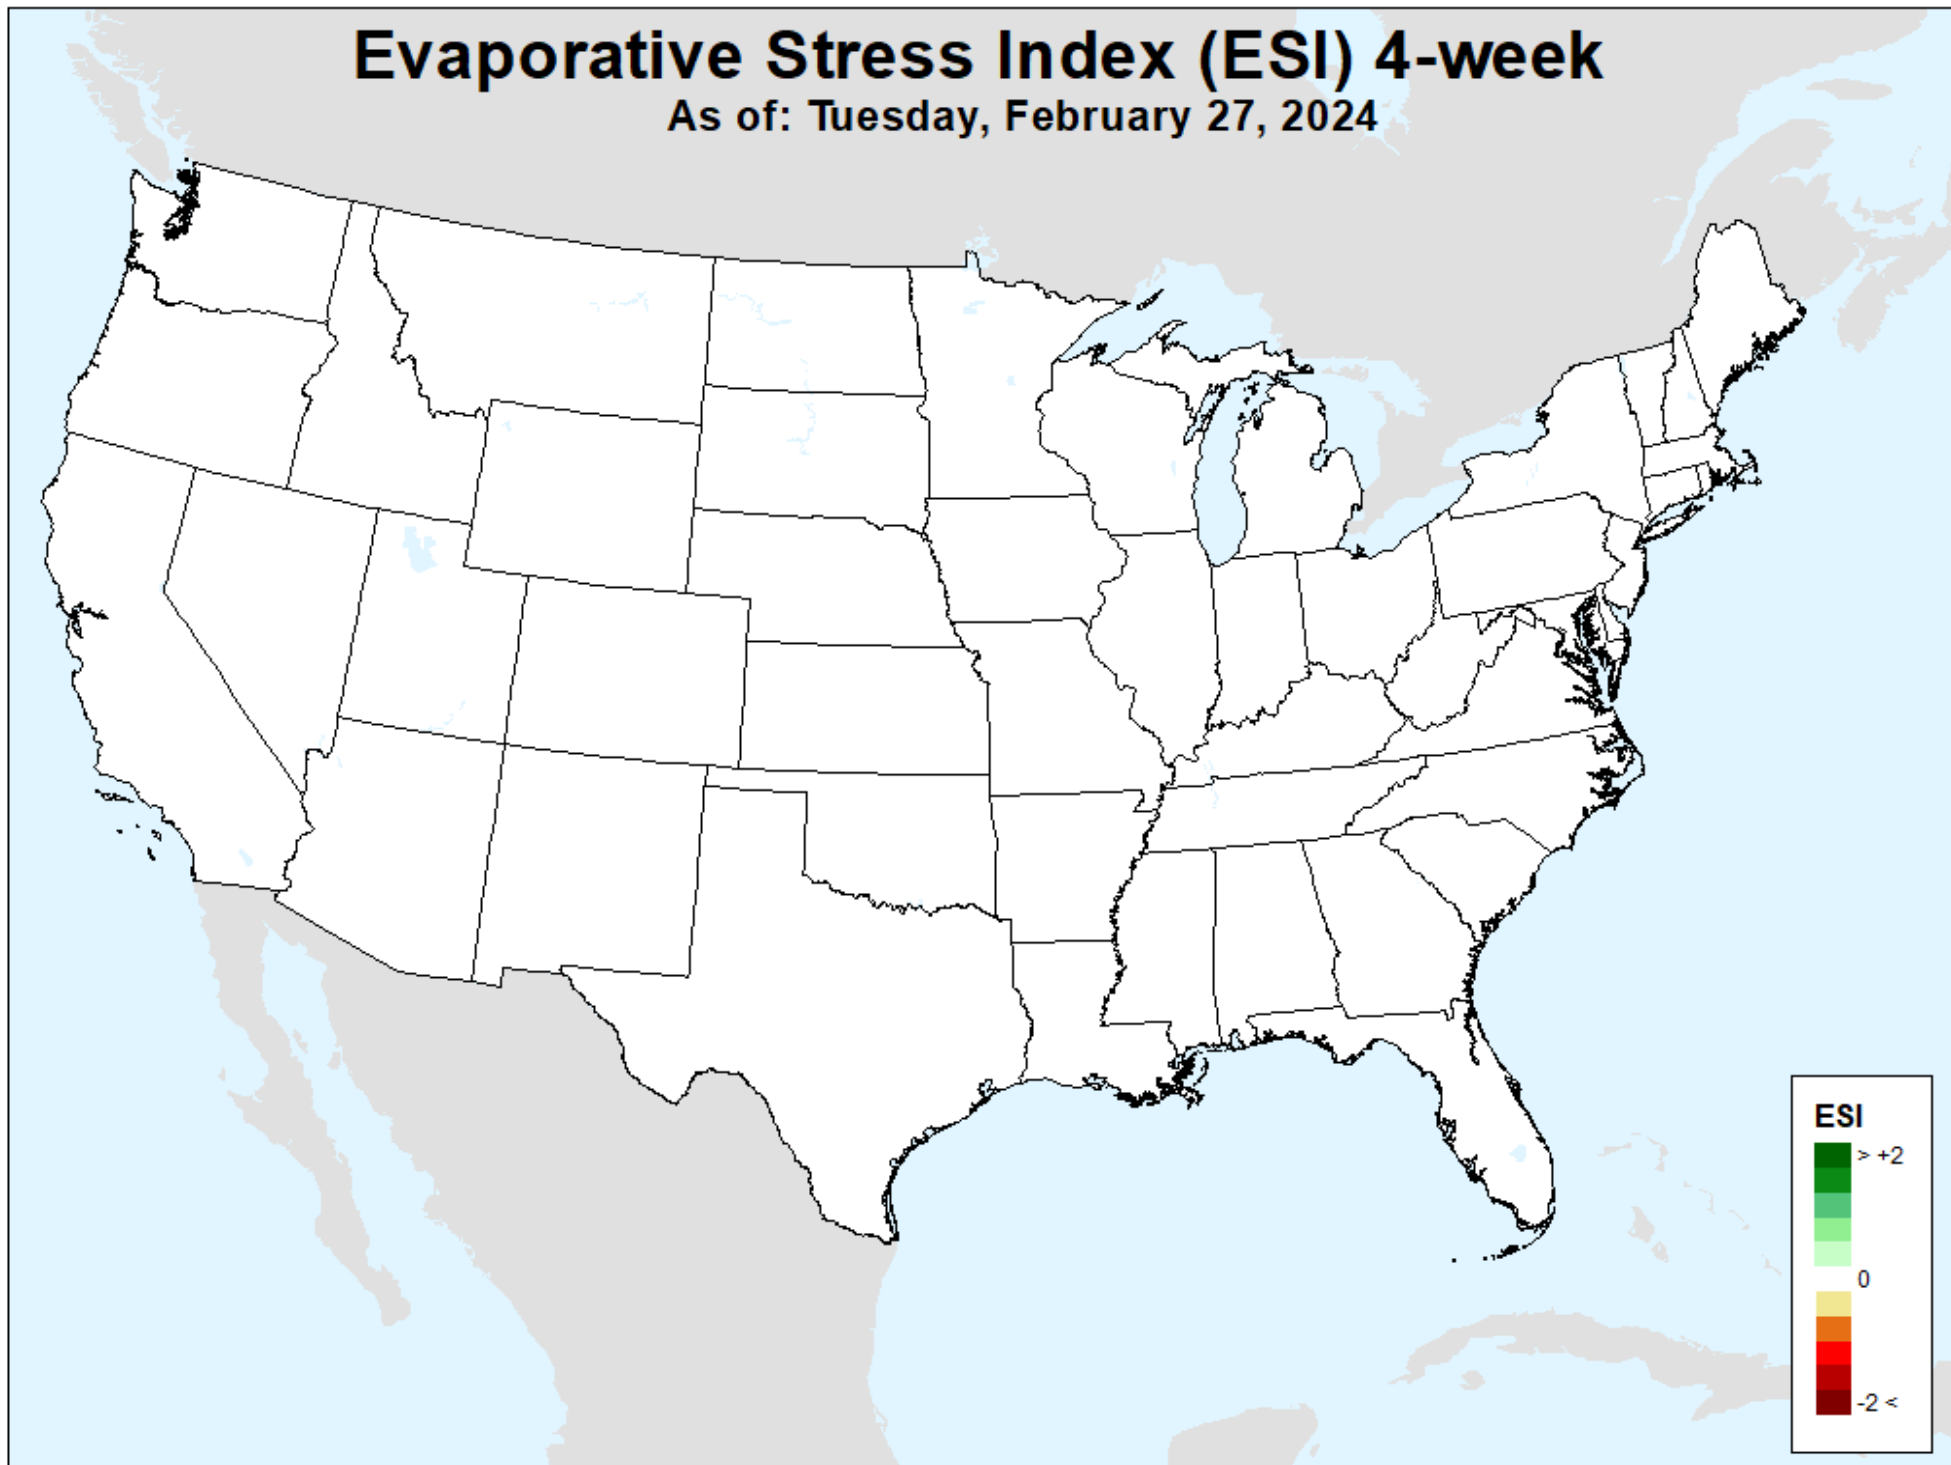 Evaporative Stress Index (ESI) 4-week
As of: Tuesday, February 27, 2024
ESI
> +2
0
-2 <